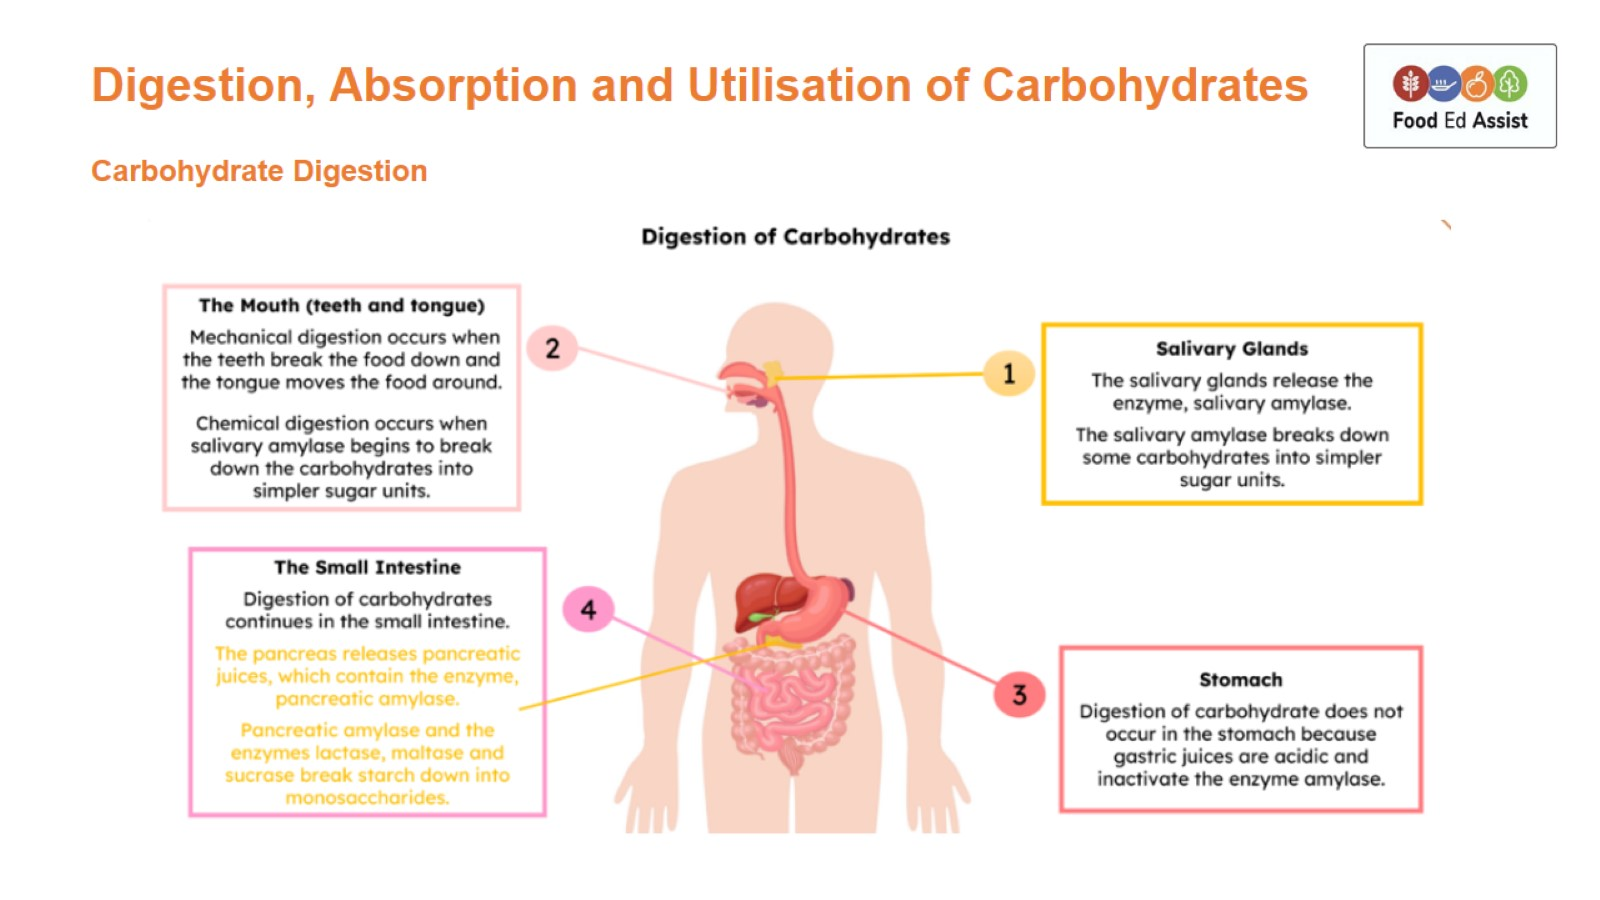 Digestion, Absorption and Utilisation of Carbohydrates
Food Ed Assist
Carbohydrate Digestion
Digestion of Carbohydrates
The Mouth (teeth and tongue)
Mechanical digestion occurs when
the teeth break the food down and
the tongue moves the food around.
Chemical digestion occurs when
salivary amylase begins to break
down the carbohydrates into
simpler sugar units.
2
1
Salivary Glands
The salivary glands release the
enzyme, salivary amylase.
The salivary amylase breaks down
some carbohydrates into simpler
sugar units.
The Small Intestine
Digestion of carbohydrates
continues in the small intestine.
The pancreas releases pancreatic
juices, which contain the enzyme,
pancreatic amylase.
Pancreatic amylase and the
enzymes lactase, maltase and
sucrase break starch down into
monosaccharides.
4
3
Stomach
Digestion of carbohydrate does not
occur in the stomach because
gastric juices are acidic and
inactivate the enzyme amylase.